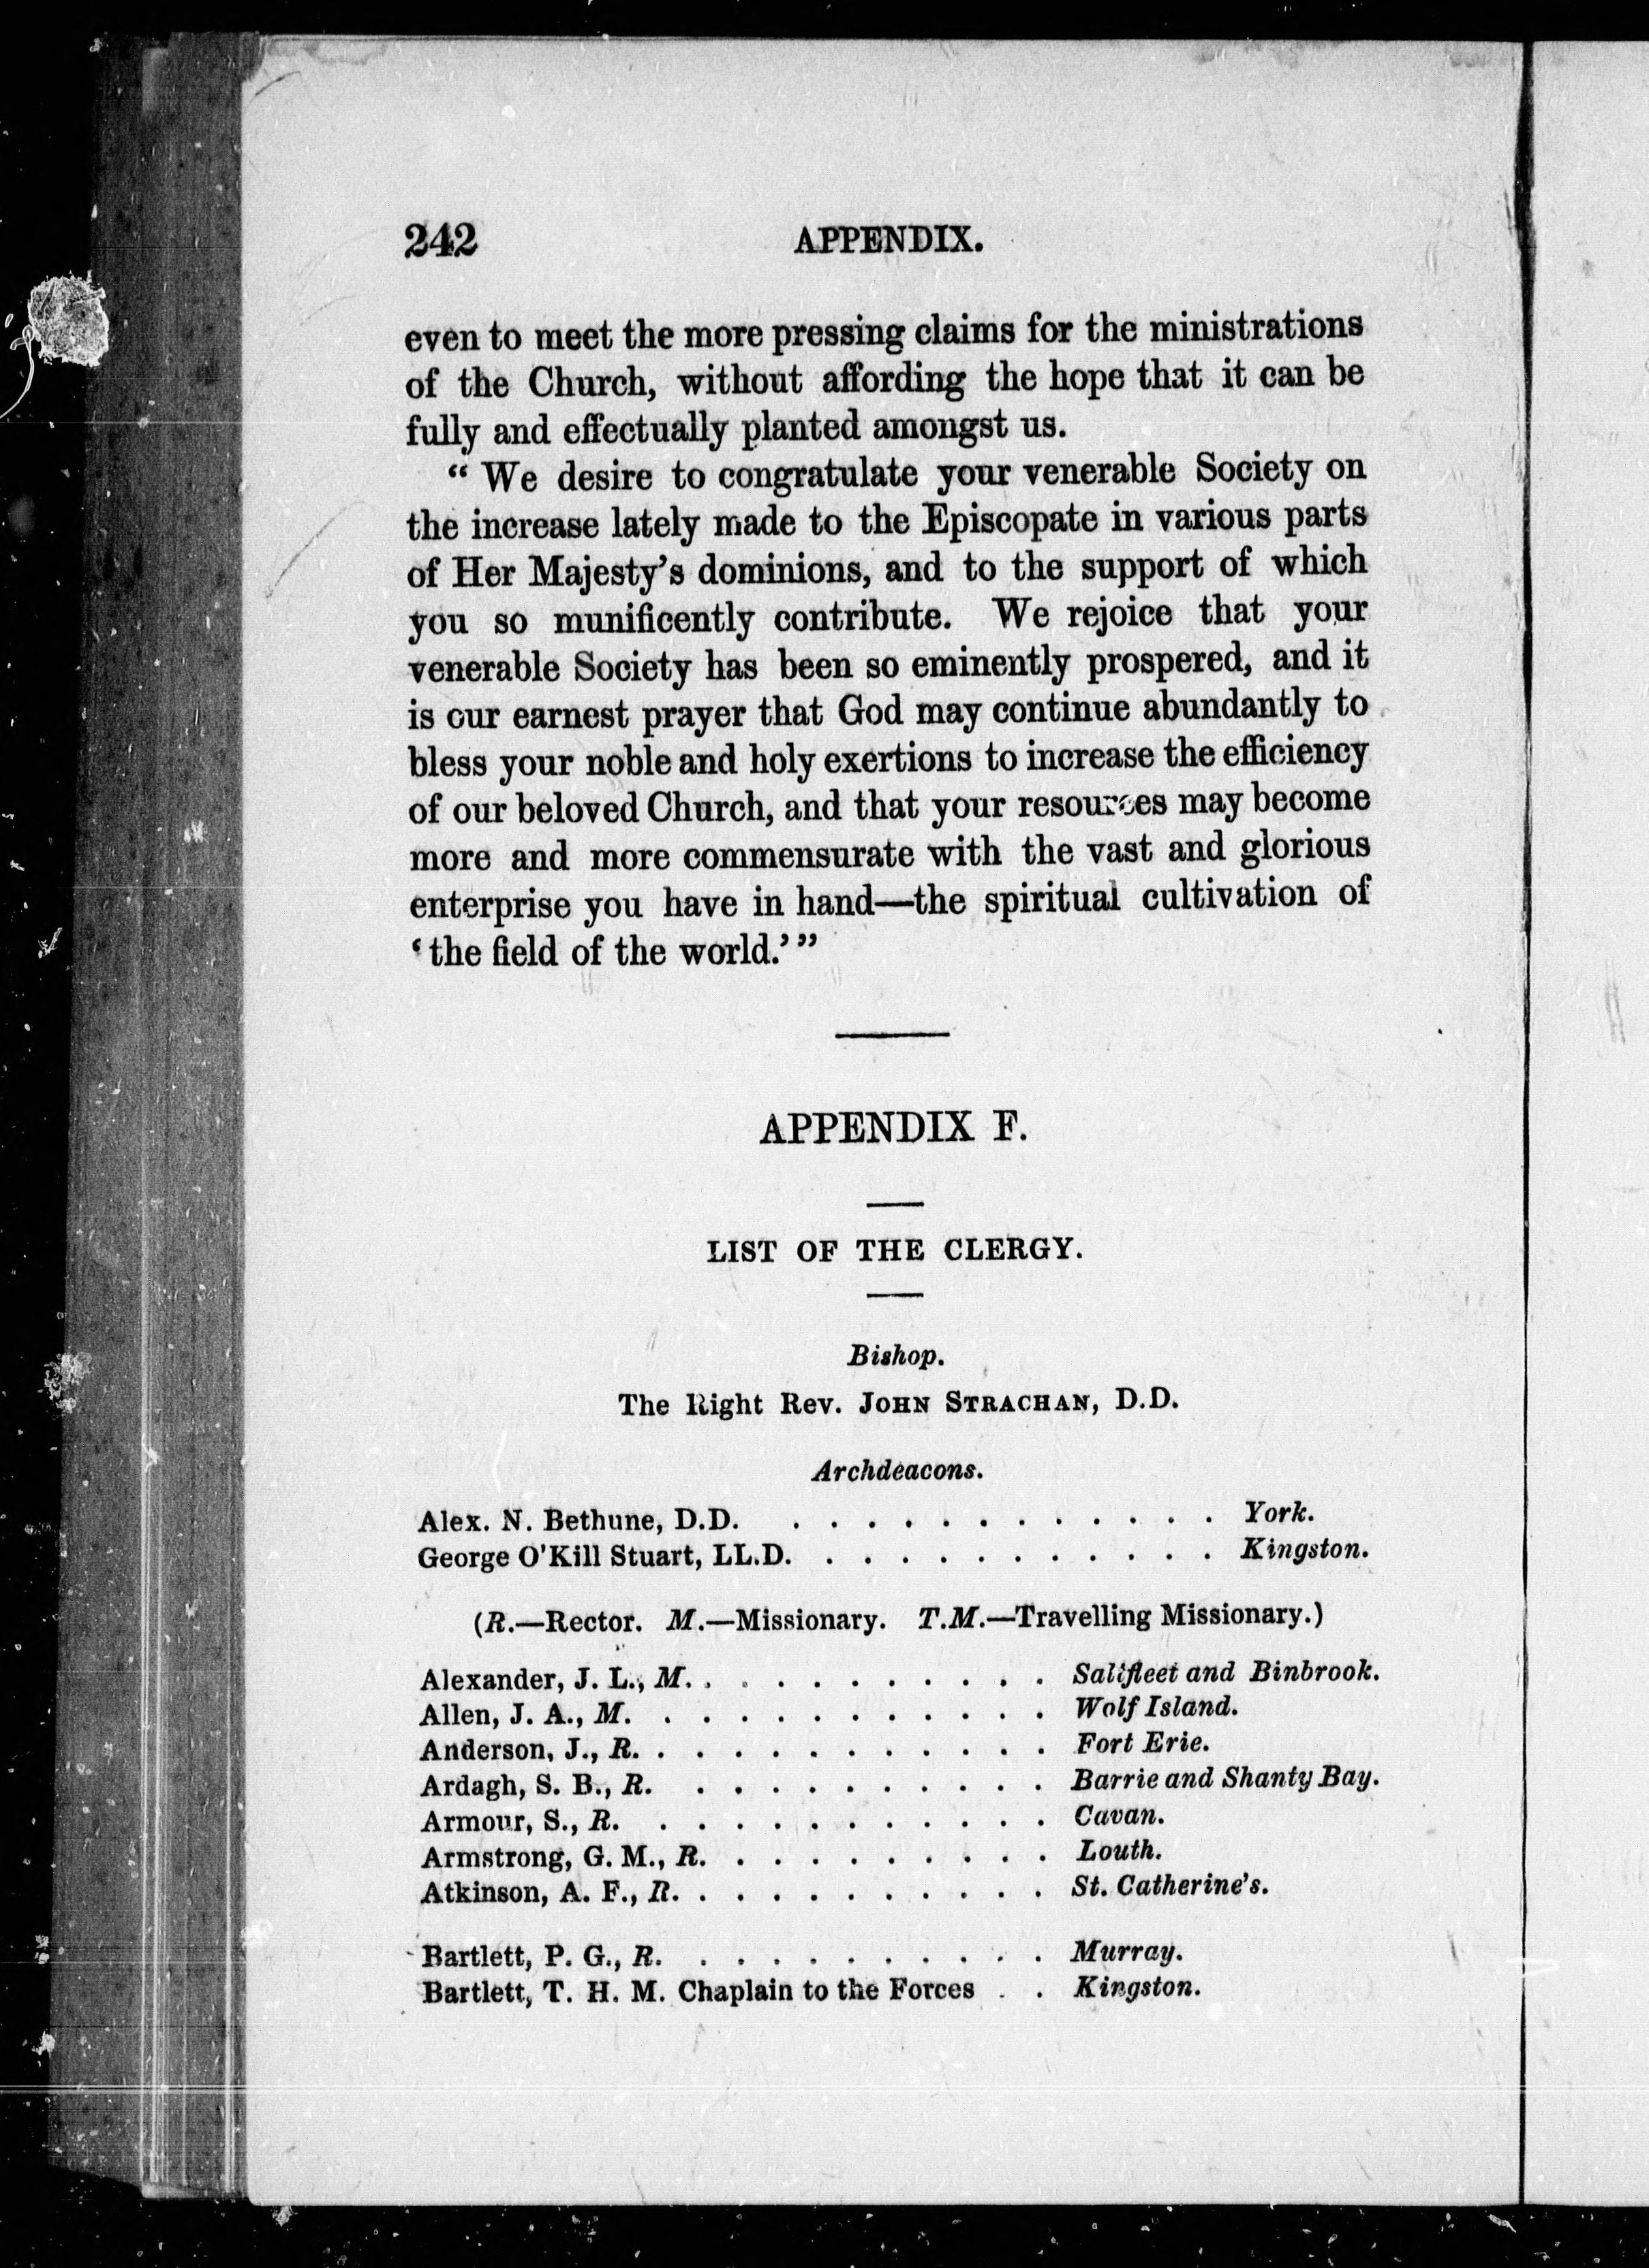 242 APPENDIX.
even to meet the more pressing claims for the ministrations
of the Church, without affording the hope that it can be
fully and effectually planted amongst us.
“ We desire to congratulate your venerable Society on
the increase lately made to the Episcopate in various parts
of Her Majesty’s dominions, and to the support of which
you so munificently contribute. We rejoice that your
venerable Society has been so eminently prospered, and it
is our earnest prayer that God may continue abundantly to
bless your noble and holy exertions to increase the efficiency
of our beloved Church, and that your resources may become
more and more commensurate with the vast and glorious
enterprise you have in hand—the spiritual cultivation of
‘ the field of the world.’ ”
APPENDIX F.
LIST OF THE CLERGY.
Bishop.
The Right Rev. JOHN STRACHAN, D.D.
Archdeacons.
Alex. N. Bethune, D.D. . . . . . . . . . . . . York.
George O’Kill Stuart, LL.D. . . . . . . . . . . . Kingston.
(R.—Rector. M.—Missionary. T.M.—Travelling Missionary.)
Alexander, J. L., M. . . . . . . . . . . Saltfleet and Binbrook.
Allen, J. A., M. . . . . . . . . . . . Wolf Island.
Anderson, J., R. . . . . . . . . . . . Fort Erie.
Ardagh, S. B., R. . . . . . . . . . . Barrie and Shanty Bay.
Armour, S., R. . . . . . . . . . . . Cavan.
Armstrong, G. M., R. . . . . . . . . . Louth.
Atkinson, A. F., R. . . . . . . . . . . St. Catherine’s.
Bartlett, P. G., R. . . . . . . . . . . Murray.
Bartlett, T. H. M. Chaplain to the Forces . . Kingston.